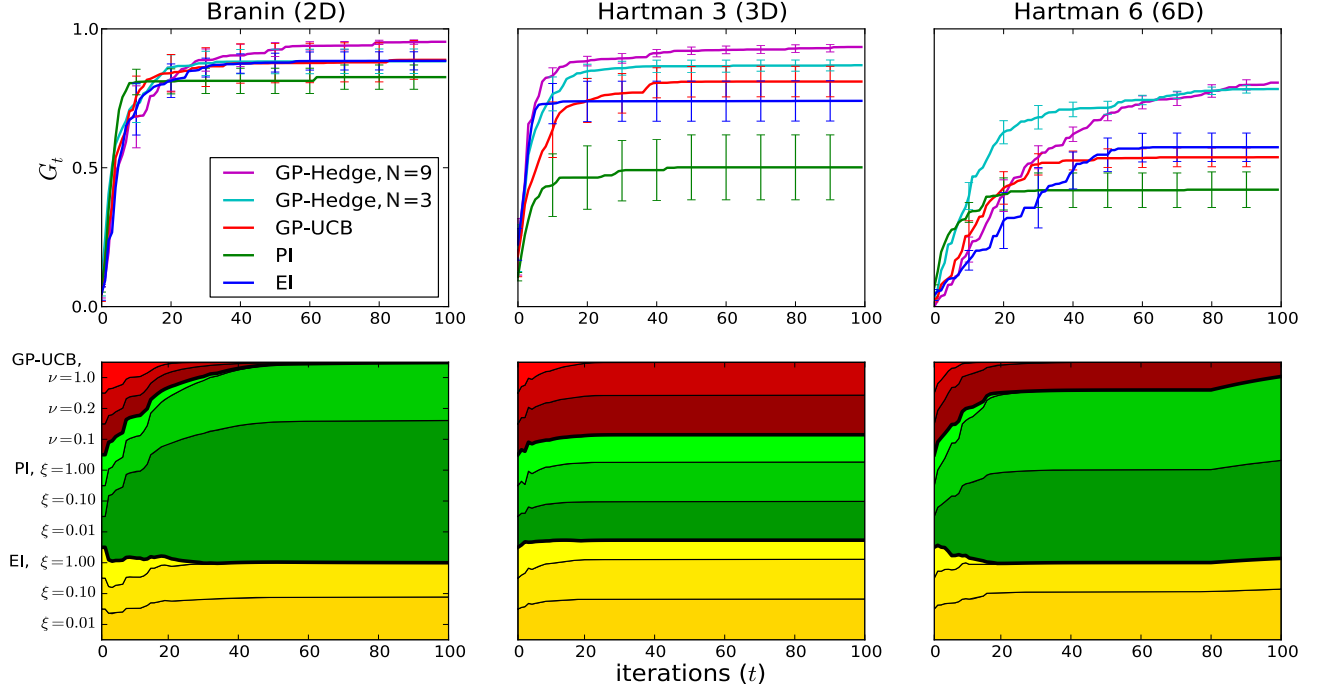 Branin (2D)
Hartman 3 (3D)
Hartman 6 (6D)
G_t
1.0
0.5
0.0
GP-Hedge, N=9
GP-Hedge, N=3
GP-UCB
PI
EI
0 20 40 60 80 100
0 20 40 60 80 100
0 20 40 60 80 100
GP-UCB,
ν=1.0
ν=0.2
ν=0.1
PI, ξ=1.00
ξ=0.10
ξ=0.01
EI, ξ=1.00
ξ=0.10
ξ=0.01
0 20 40 60 80 100
0 20 40 60 80 100
0 20 40 60 80 100
iterations (t)